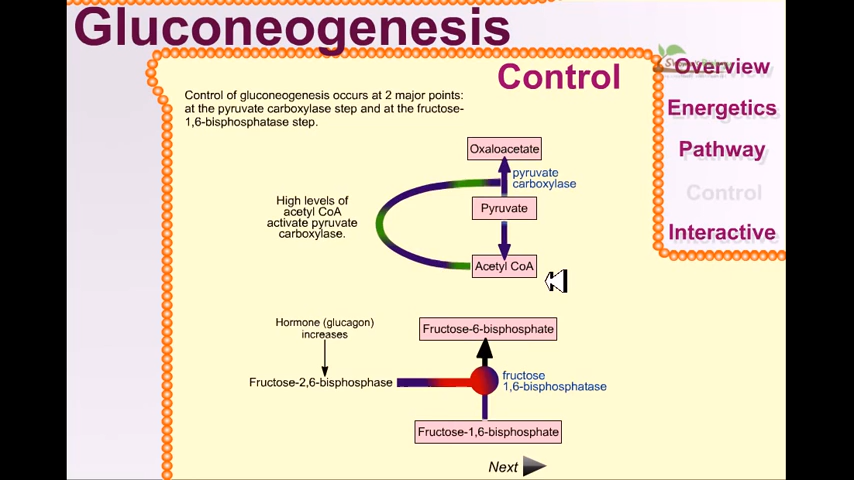 Gluconeogenesis
Control
Overview
Energetics
Pathway
Control
Interactive
Control of gluconeogenesis occurs at 2 major points:
at the pyruvate carboxylase step and at the fructose-
1,6-bisphosphatase step.
Oxaloacetate
pyruvate
carboxylase
High levels of
acetyl CoA
activate pyruvate
carboxylase.
Pyruvate
Acetyl CoA
Hormone (glucagon)
increases
Fructose-6-bisphosphate
Fructose-2,6-bisphosphase
fructose
1,6-bisphosphatase
Fructose-1,6-bisphosphate
Next